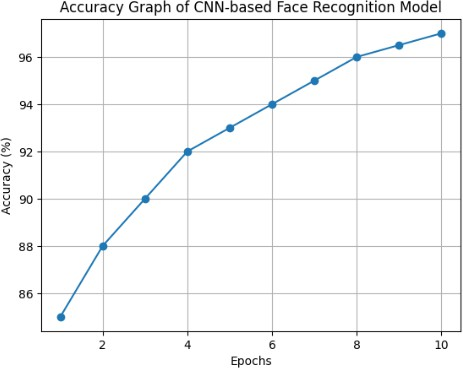 Accuracy Graph of CNN-based Face Recognition Model
96
94
92
90
88
86
Accuracy (%)
2 4 6 8 10
Epochs